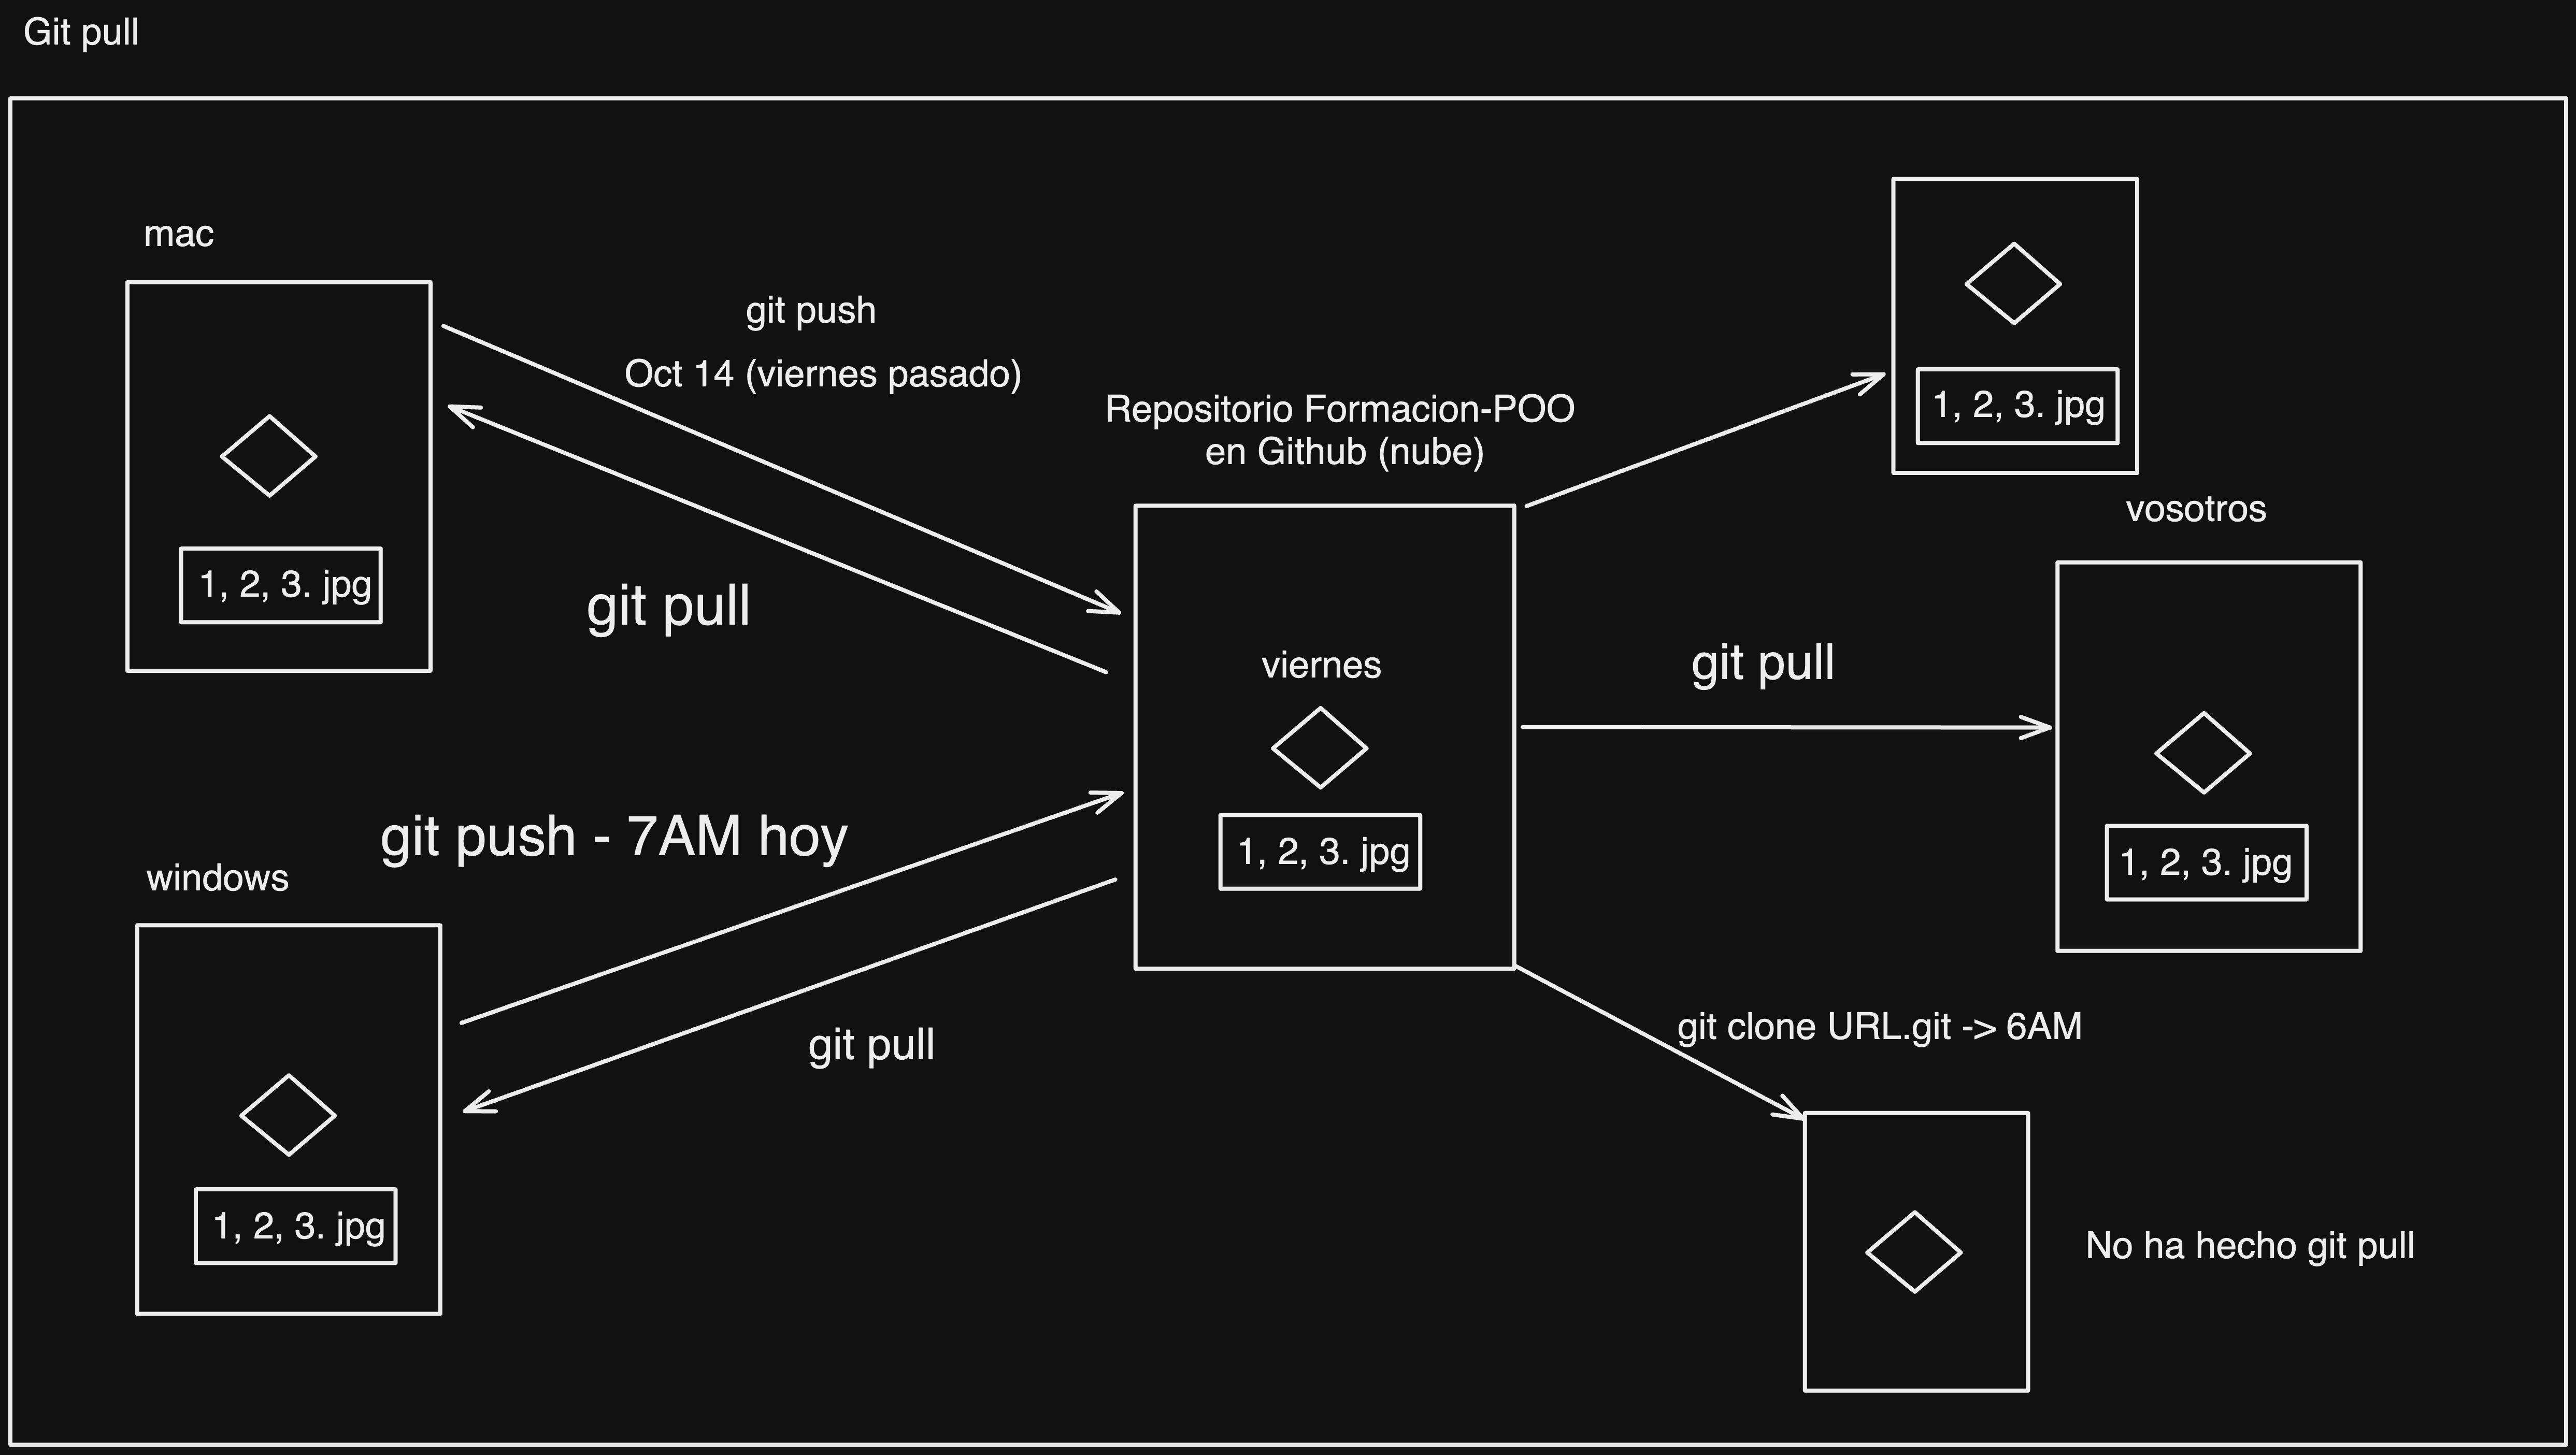 Git pull
mac
git push
Oct 14 (viernes pasado)
Repositorio Formacion-POO
en Github (nube)
1, 2, 3. jpg
vosotros
1, 2, 3. jpg
git pull
viernes
git pull
1, 2, 3. jpg
1, 2, 3. jpg
git push - 7AM hoy
windows
git pull
git clone URL.git -> 6AM
1, 2, 3. jpg
No ha hecho git pull